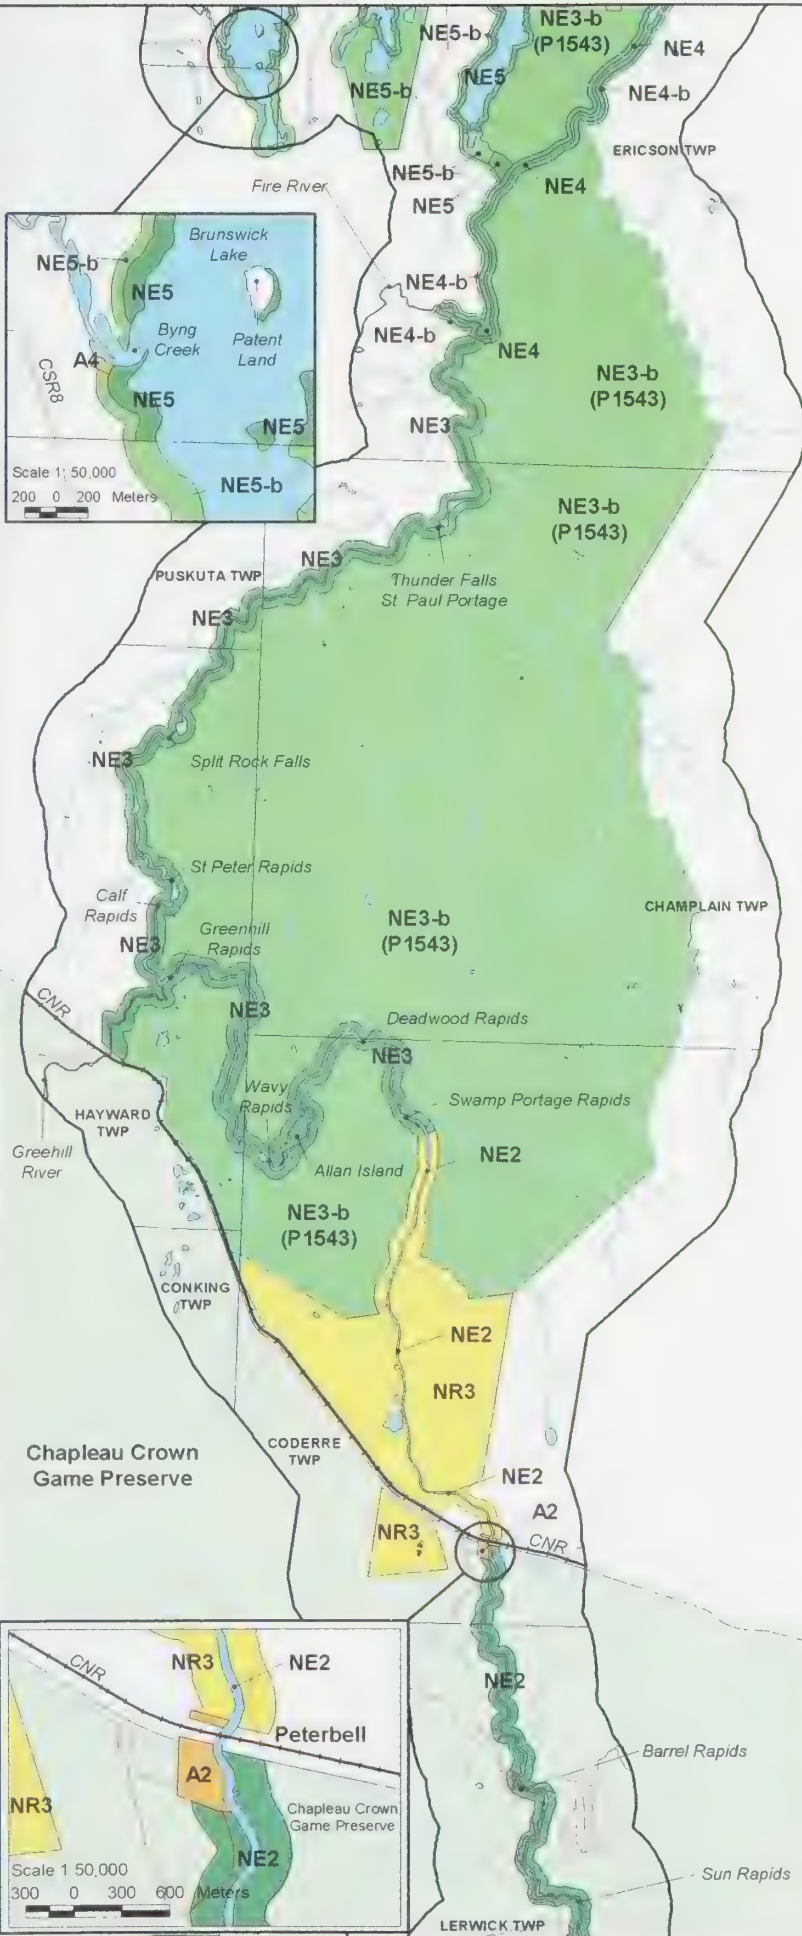 NE3-b
(P1543)
NE5-b
NE4
NE5
NE5-b
NE4-b
ERICSON TWP
NE5-b
NE4
Fire River
NE5
Brunswick
Lake
NE5-b
NE5
NE4-b
Byng
Creek
Patent
Land
NE4-b
NE4
A4
CSR8
NE5
NE3-b
(P1543)
NE5
NE3
Scale 1: 50,000
NE5-b
200 0 200 Meters
NE3-b
(P1543)
NE3
PUSKUTA TWP
Thunder Falls
St Paul Portage
NE3
NE3
Split Rock Falls
St Peter Rapids
Calf
Rapids
NE3-b
(P1543)
CHAMPLAIN TWP
Greenhill
Rapids
NE3
CNR
NE3
Deadwood Rapids
NE3
Wavy
Rapids
Swamp Portage Rapids
HAYWARD
TWP
Greehill
River
NE2
Allan Island
NE3-b
(P1543)
CONKING
TWP
NE2
NR3
Chapleau Crown
Game Preserve
CODERRE
TWP
NE2
A2
NR3
CNR
CNR
NR3
NE2
Peterbell
A2
NR3
Chapleau Crown
Game Preserve
NE2
Scale 1 50,000
300 0 300 600 Meters
NE2
Barrel Rapids
Sun Rapids
LERWICK TWP